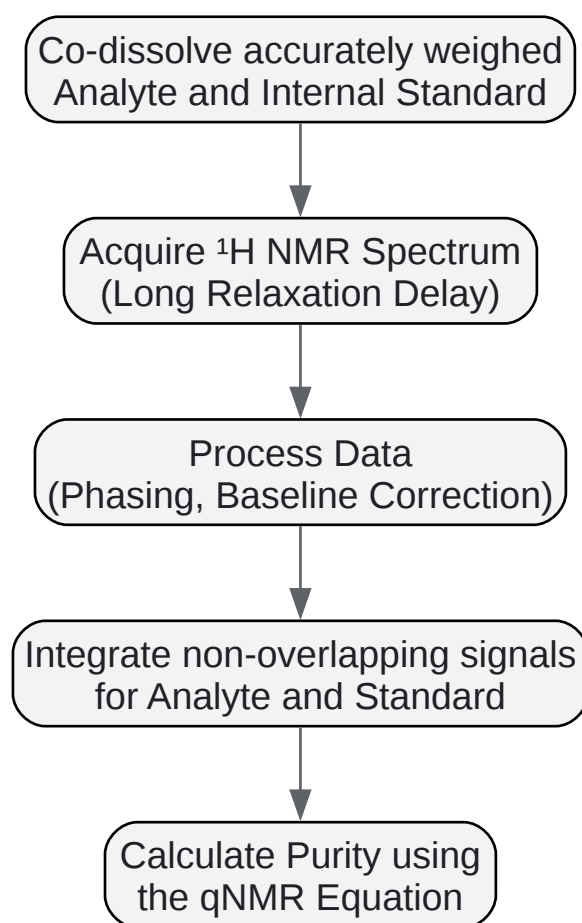 Co-dissolve accurately weighed
Analyte and Internal Standard
Acquire ¹H NMR Spectrum
(Long Relaxation Delay)
Process Data
(Phasing, Baseline Correction)
Integrate non-overlapping signals
for Analyte and Standard
Calculate Purity using
the qNMR Equation